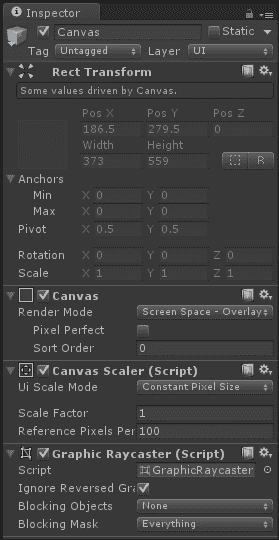 Inspector
Canvas Static
Tag Untagged Layer UI
Rect Transform
Some values driven by Canvas.
Pos X Pos Y Pos Z
186.5 279.5 0
Width Height
373 559
R
Anchors
Min X 0 Y 0
Max X 0 Y 0
Pivot X 0.5 Y 0.5
Rotation X 0 Y 0 Z 0
Scale X 1 Y 1 Z 1
Canvas
Render Mode Screen Space - Overlay
Pixel Perfect
Sort Order 0
Canvas Scaler (Script)
Ui Scale Mode Constant Pixel Size
Scale Factor 1
Reference Pixels Per 100
Graphic Raycaster (Script)
Script GraphicRaycaster
Ignore Reversed Gra
Blocking Objects None
Blocking Mask Everything